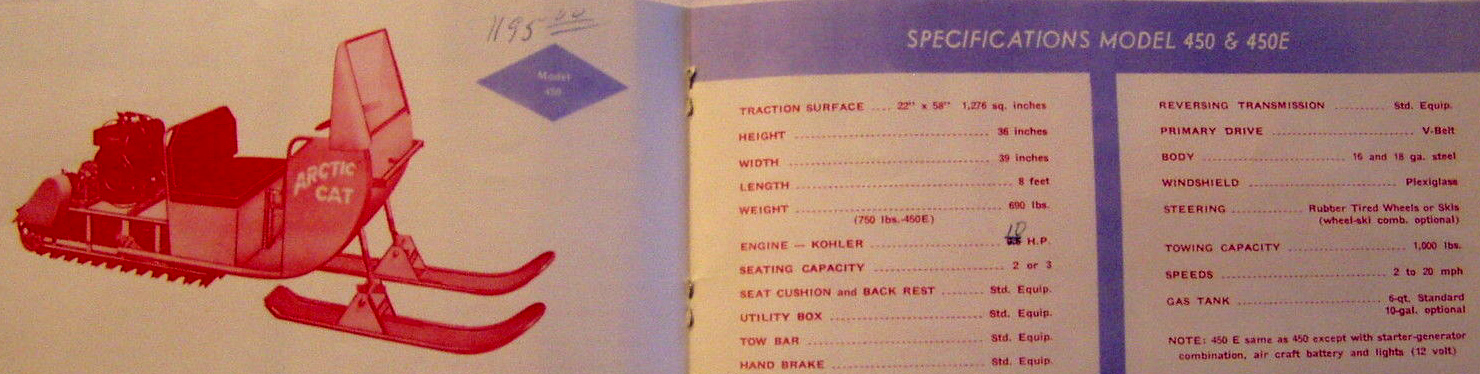 1195.00
Model
450
ARCTIC
CAT
SPECIFICATIONS MODEL 450 & 450E
TRACTION SURFACE .... 22" x 58" 1,276 sq. inches
HEIGHT ........ 36 inches
WIDTH ........ 39 inches
LENGTH ........ 8 feet
WEIGHT ........ 690 lbs.
(750 lbs.-450E)
ENGINE — KOHLER ........ 10 H.P.
SEATING CAPACITY ........ 2 or 3
SEAT CUSHION and BACK REST ........ Std. Equip.
UTILITY BOX ........ Std. Equip.
TOW BAR ........ Std. Equip.
HAND BRAKE ........ Std. Equip.
REVERSING TRANSMISSION ........ Std. Equip.
PRIMARY DRIVE ........ V-Belt
BODY ........ 16 and 18 ga. steel
WINDSHIELD ........ Plexiglass
STEERING ........ Rubber Tired Wheels or Skis
(wheel-ski comb. optional)
TOWING CAPACITY ........ 1,000 lbs.
SPEEDS ........ 2 to 20 mph
GAS TANK ........ 6-qt. Standard
10-gal. optional
NOTE: 450 E same as 450 except with starter-generator
combination, air craft battery and lights (12 volt)